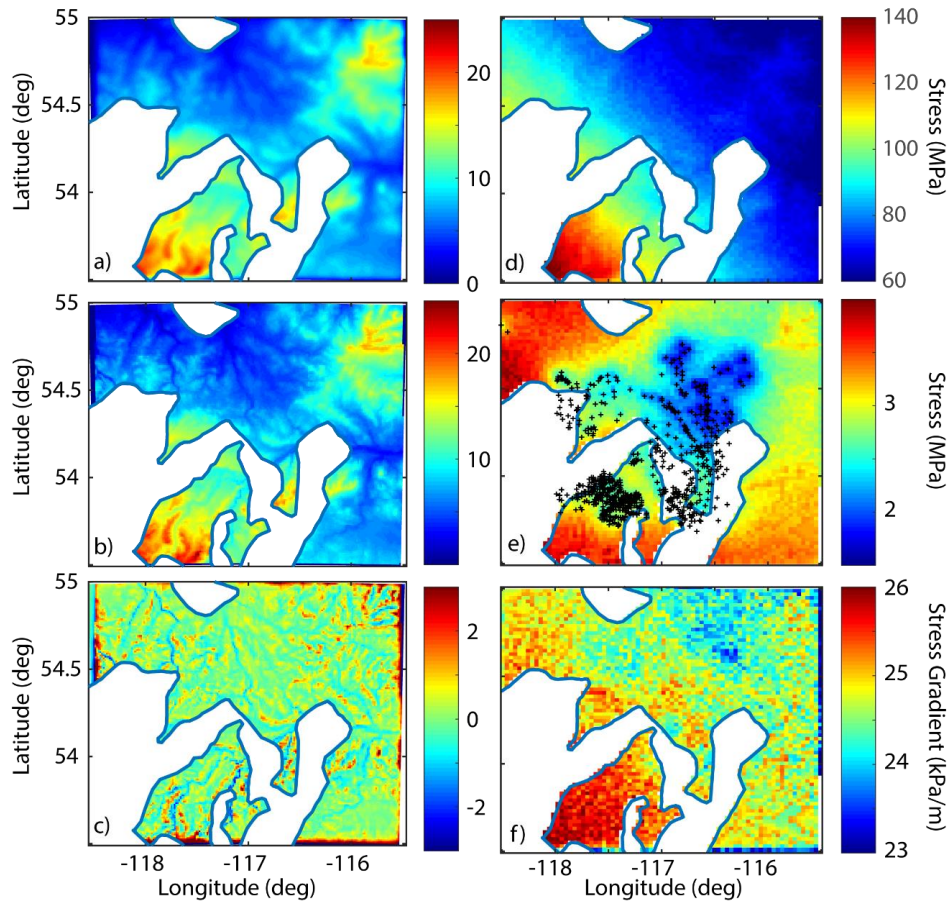 55
54.5
54
Latitude (deg)
a)
20
10
0
d)
140
120
100
80
60
Stress (MPa)
55
54.5
54
Latitude (deg)
b)
20
10
e)
3
2
Stress (MPa)
55
54.5
54
Latitude (deg)
c)
2
0
-2
f)
26
25
24
23
Stress Gradient (kPa/m)
-118
-117
-116
Longitude (deg)
-118
-117
-116
Longitude (deg)